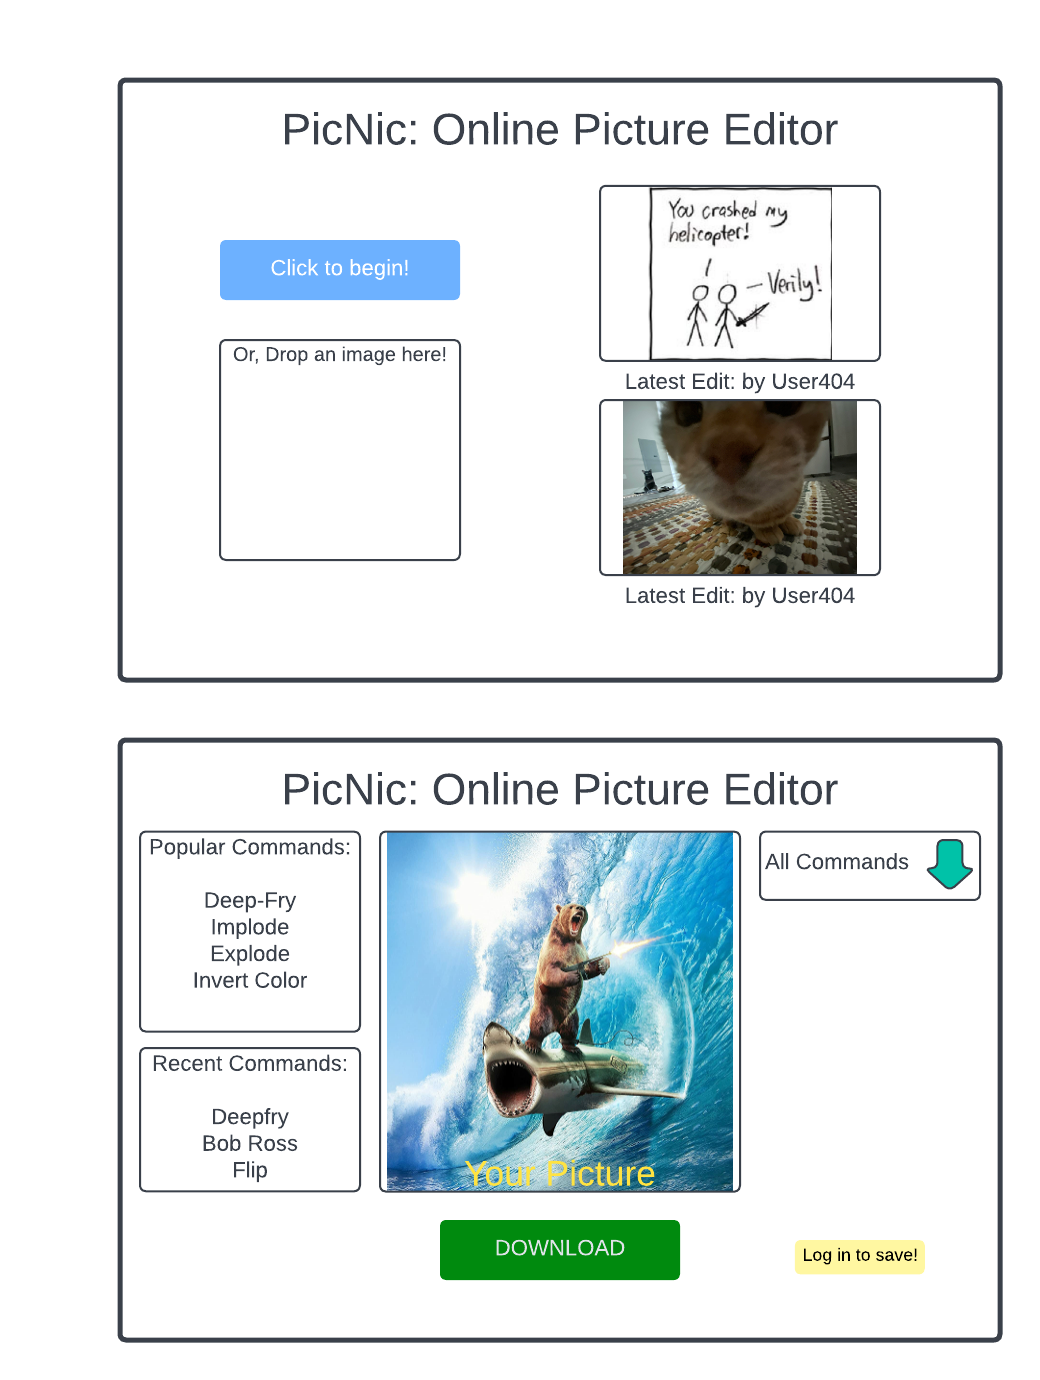 PicNic: Online Picture Editor
Click to begin!
Or, Drop an image here!
You crashed my
helicopter!
Verily!
Latest Edit: by User404
Latest Edit: by User404
PicNic: Online Picture Editor
Popular Commands:
Deep-Fry
Implode
Explode
Invert Color
Recent Commands:
Deepfry
Bob Ross
Flip
Your Picture
All Commands
DOWNLOAD
Log in to save!